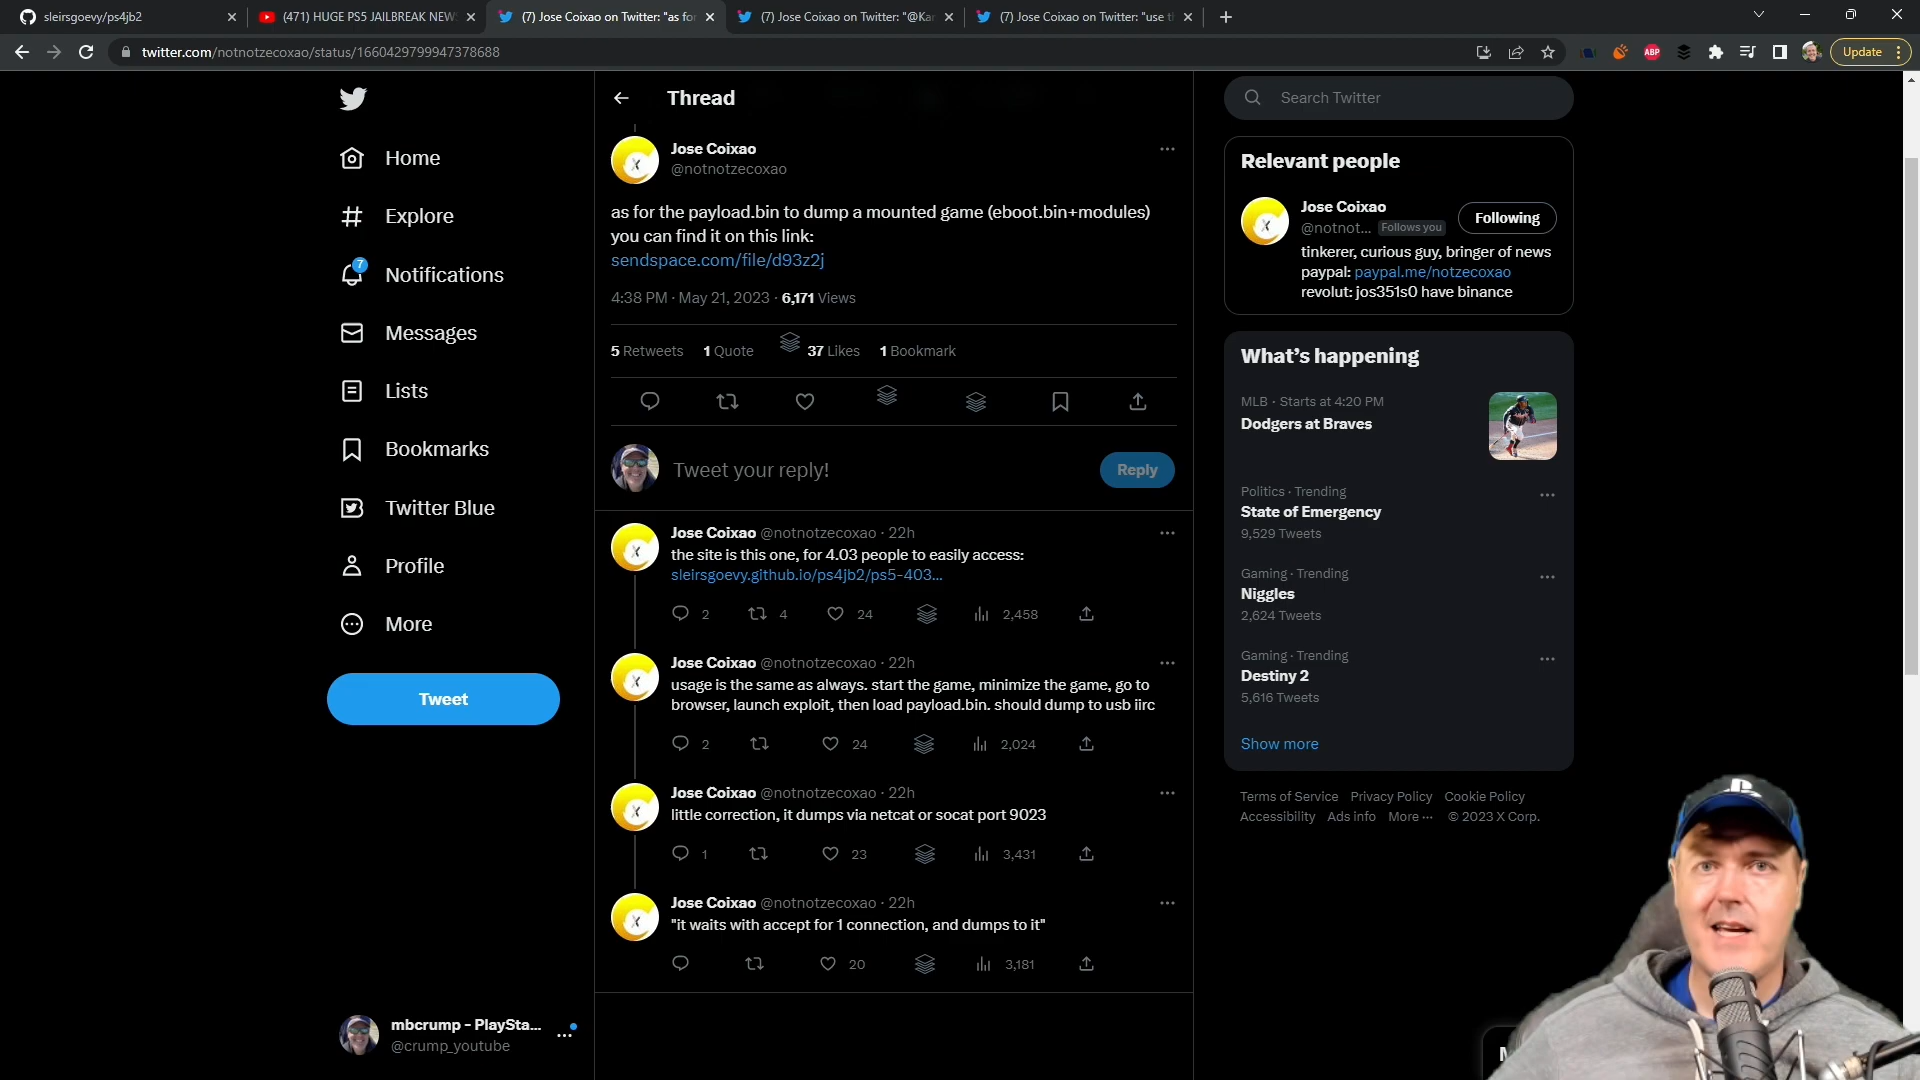 sleirsgoevy/ps4jb2
(471) HUGE PS5 JAILBREAK NEW
(7) Jose Coixao on Twitter: "as for
(7) Jose Coixao on Twitter: "@Kar
(7) Jose Coixao on Twitter: "use t
twitter.com/notnotzecoxao/status/1660429799947378688
ABP
Update
Home
Explore
7
Notifications
Messages
Lists
Bookmarks
Twitter Blue
Profile
More
Tweet
mbcrump - PlaySta...
@crump_youtube
Thread
Jose Coixao
@notnotzecoxao
as for the payload.bin to dump a mounted game (eboot.bin+modules)
you can find it on this link:
sendspace.com/file/d93z2j
4:38 PM · May 21, 2023 · 6,171 Views
5 Retweets 1 Quote 37 Likes 1 Bookmark
Tweet your reply!
Reply
Jose Coixao @notnotzecoxao · 22h
the site is this one, for 4.03 people to easily access:
sleirsgoevy.github.io/ps4jb2/ps5-403...
2 4 24 2,458
Jose Coixao @notnotzecoxao · 22h
usage is the same as always. start the game, minimize the game, go to
browser, launch exploit, then load payload.bin. should dump to usb iirc
2 24 2,024
Jose Coixao @notnotzecoxao · 22h
little correction, it dumps via netcat or socat port 9023
1 23 3,431
Jose Coixao @notnotzecoxao · 22h
"it waits with accept for 1 connection, and dumps to it"
20 3,181
Search Twitter
Relevant people
Jose Coixao
@notnot... Follows you
Following
tinkerer, curious guy, bringer of news
paypal: paypal.me/notzecoxao
revolut: jos351s0 have binance
What's happening
MLB · Starts at 4:20 PM
Dodgers at Braves
Politics · Trending
State of Emergency
9,529 Tweets
Gaming · Trending
Niggles
2,624 Tweets
Gaming · Trending
Destiny 2
5,616 Tweets
Show more
Terms of Service Privacy Policy Cookie Policy
Accessibility Ads info More ··· © 2023 X Corp.